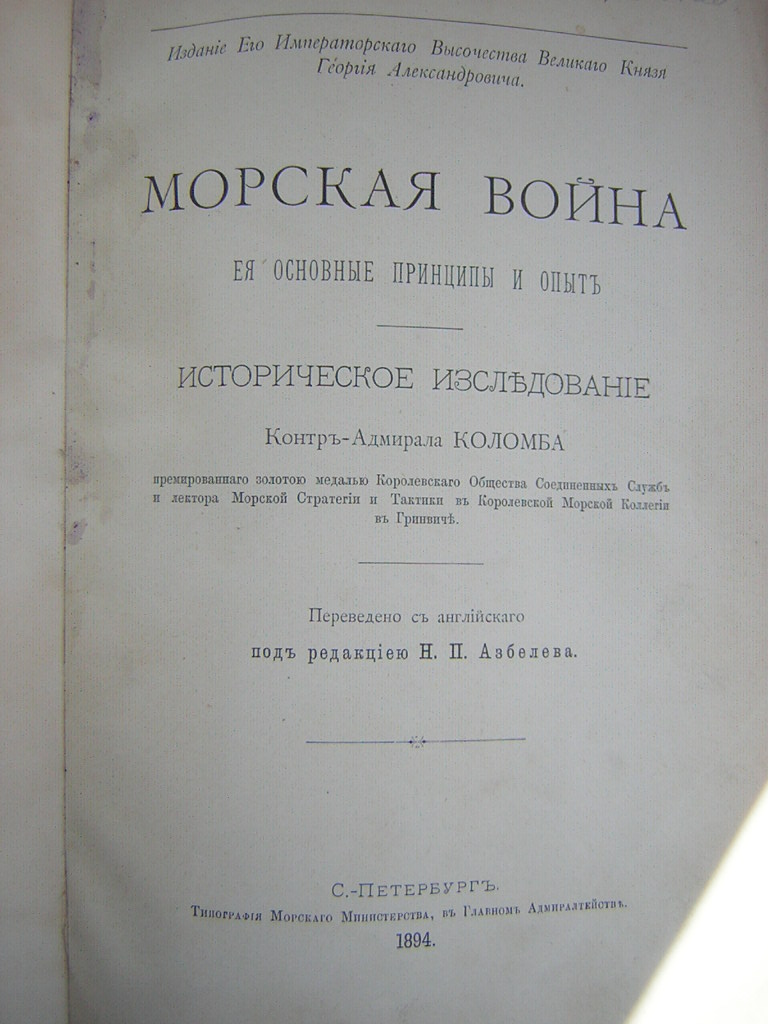 Изданіе Его Императорскаго Высочества Великаго Князя
Георгія Александровича.
МОРСКАЯ ВОЙНА
ЕЯ ОСНОВНЫЕ ПРИНЦИПЫ И ОПЫТЪ
ИСТОРИЧЕСКОЕ ИЗСЛѢДОВАНІЕ
Контръ-Адмирала КОЛОМБА
премированнаго золотою медалью Королевскаго Общества Соединенныхъ Службъ
и лектора Морской Стратегіи и Тактики въ Королевской Морской Коллегіи
въ Гринвичѣ.
Переведено съ англійскаго
подъ редакціею Н. П. Азбелева.
С.-ПЕТЕРБУРГЪ.
Типографія Морскаго Министерства, въ Главномъ Адмиралтействѣ.
1894.